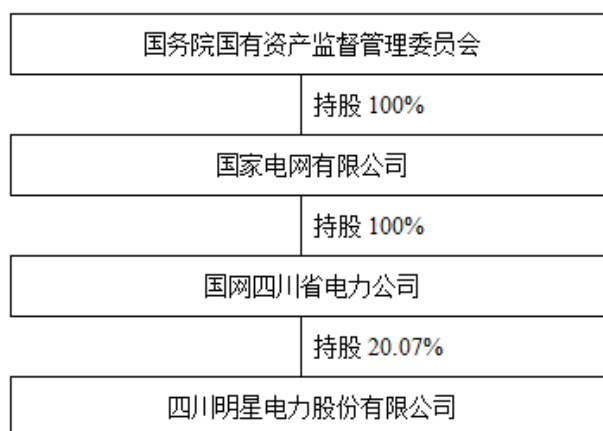 国务院国有资产监督管理委员会
持股 100%
国家电网有限公司
持股 100%
国网四川省电力公司
持股 20.07%
四川明星电力股份有限公司